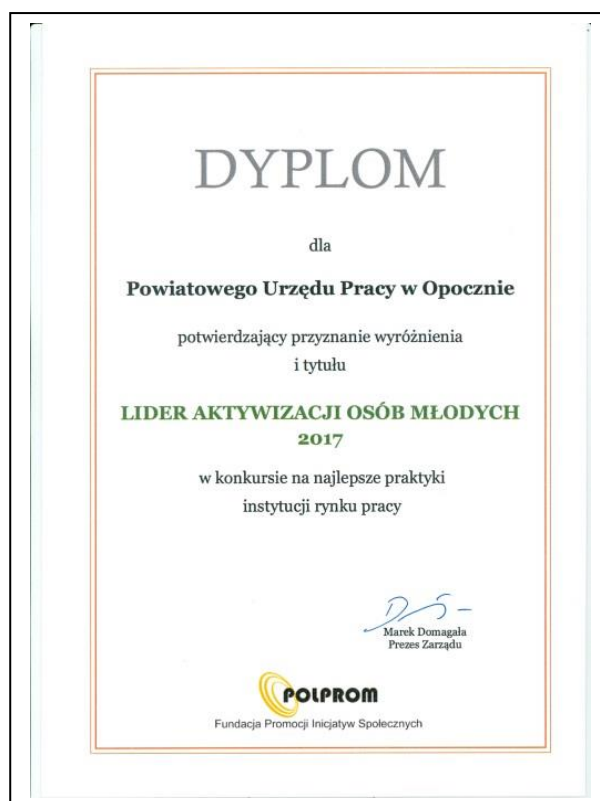 DYPLOM
dla
Powiatowego Urzędu Pracy w Opocznie
potwierdzający przyznanie wyróżnienia
i tytułu
LIDER AKTYWIZACJI OSÓB MŁODYCH
2017
w konkursie na najlepsze praktyki
instytucji rynku pracy
Marek Domagała
Prezes Zarządu
POLPROM
Fundacja Promocji Inicjatyw Społecznych